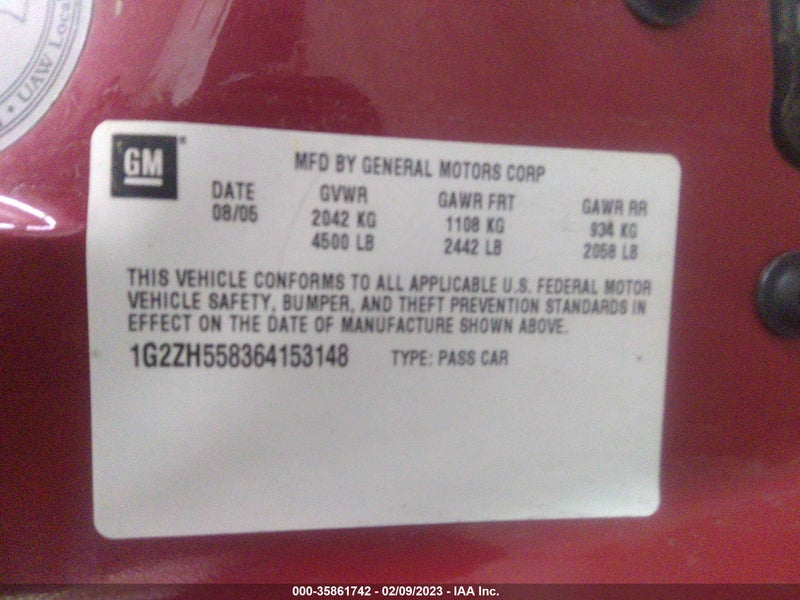 • UAW Local
GM
MFD BY GENERAL MOTORS CORP
DATE GVWR GAWR FRT GAWR RR
08/05 2042 KG 1108 KG 934 KG
4500 LB 2442 LB 2058 LB
THIS VEHICLE CONFORMS TO ALL APPLICABLE U.S. FEDERAL MOTOR
VEHICLE SAFETY, BUMPER, AND THEFT PREVENTION STANDARDS IN
EFFECT ON THE DATE OF MANUFACTURE SHOWN ABOVE.
1G2ZH558364153148 TYPE: PASS CAR
000-35861742 - 02/09/2023 - IAA Inc.